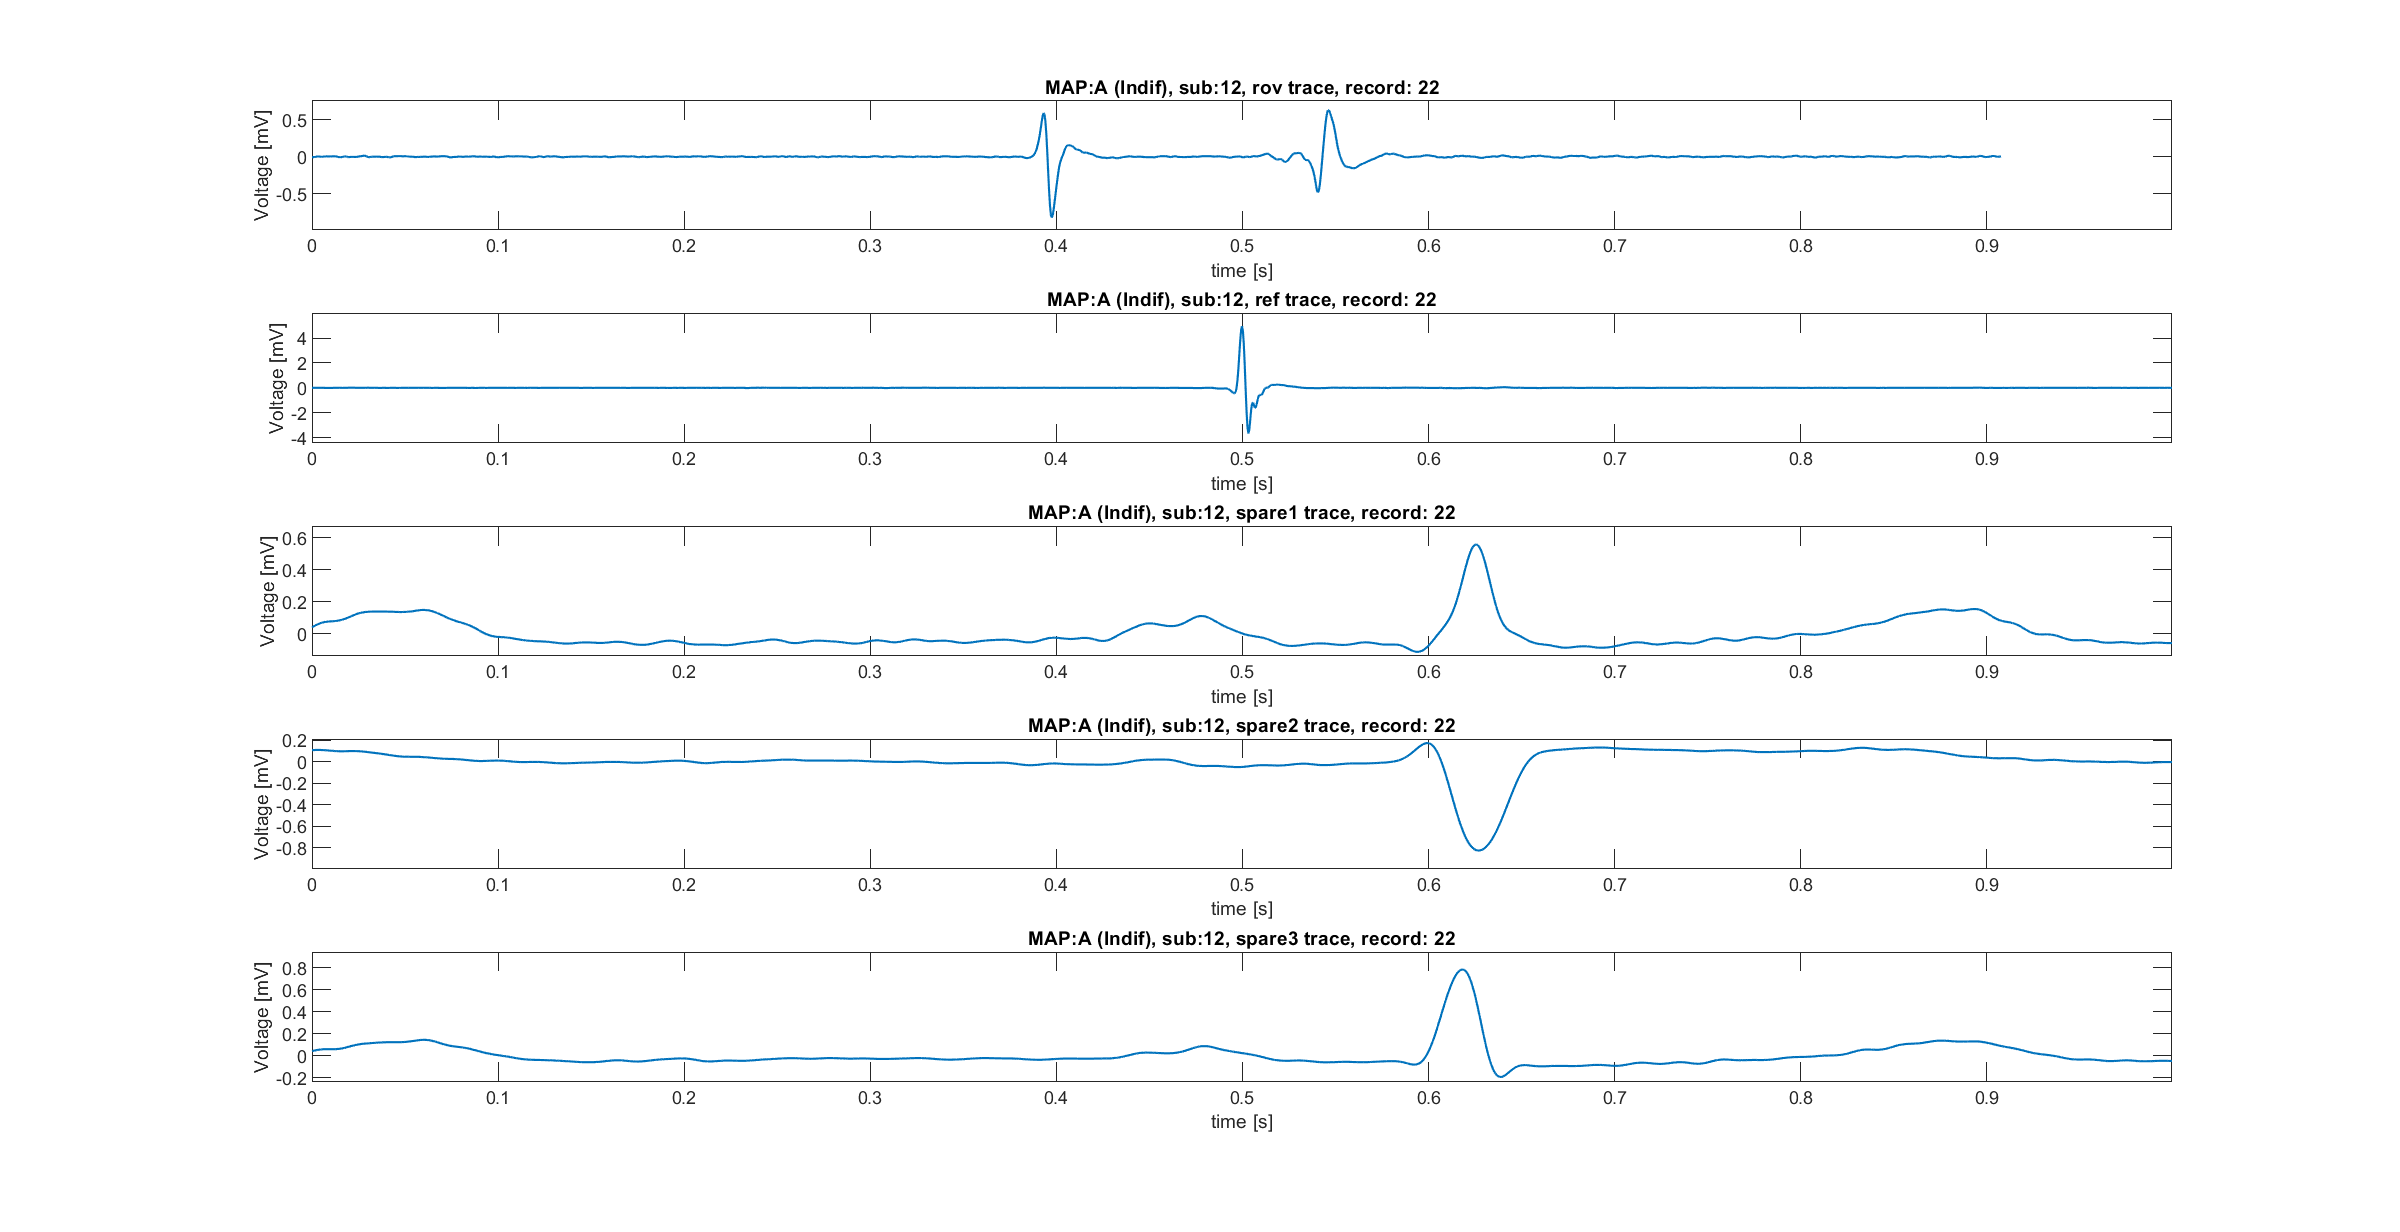 MAP:A (Indif), sub:12, rov trace, record: 22
Voltage [mV]
0.5
0
-0.5
0 0.1 0.2 0.3 0.4 0.5 0.6 0.7 0.8 0.9
time [s]
MAP:A (Indif), sub:12, ref trace, record: 22
Voltage [mV]
4
2
0
-2
-4
0 0.1 0.2 0.3 0.4 0.5 0.6 0.7 0.8 0.9
time [s]
MAP:A (Indif), sub:12, spare1 trace, record: 22
Voltage [mV]
0.6
0.4
0.2
0
0 0.1 0.2 0.3 0.4 0.5 0.6 0.7 0.8 0.9
time [s]
MAP:A (Indif), sub:12, spare2 trace, record: 22
Voltage [mV]
0.2
0
-0.2
-0.4
-0.6
-0.8
0 0.1 0.2 0.3 0.4 0.5 0.6 0.7 0.8 0.9
time [s]
MAP:A (Indif), sub:12, spare3 trace, record: 22
Voltage [mV]
0.8
0.6
0.4
0.2
0
-0.2
0 0.1 0.2 0.3 0.4 0.5 0.6 0.7 0.8 0.9
time [s]